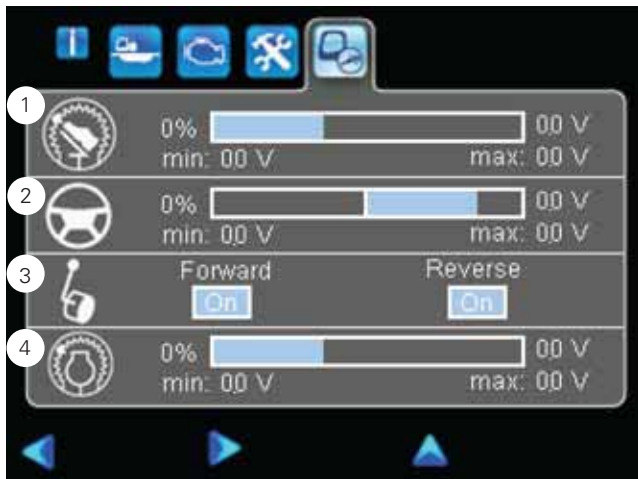 i
1
0% 0.0 V
min: 0.0 V max: 0.0 V
2
0% 0.0 V
min: 0.0 V max: 0.0 V
3
Forward Reverse
On On
4
0% 0.0 V
min: 0.0 V max: 0.0 V